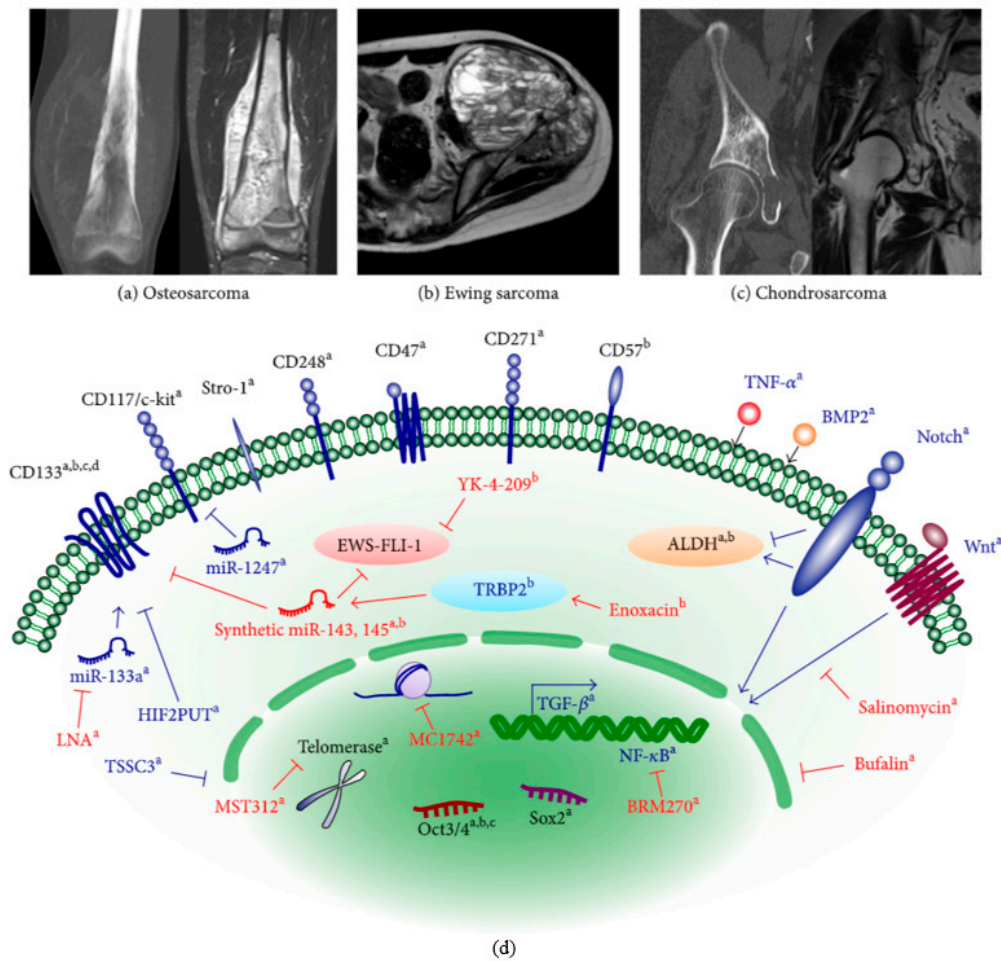 (a) Osteosarcoma
(b) Ewing sarcoma
(c) Chondrosarcoma
CD271ᵃ
CD47ᵃ
CD57ᵇ
CD248ᵃ
Stro-1ᵃ
CD117/c-kitᵃ
TNF-αᵃ
BMP2ᵃ
Notchᵃ
CD133ᵃ,ᵇ,ᶜ,ᵈ
YK-4-209ᵇ
EWS-FLI-1
ALDHᵃ,ᵇ
Wntᵃ
miR-1247ᵃ
TRBP2ᵇ
Enoxacinᵇ
Synthetic miR-143, 145ᵃ,ᵇ
miR-133aᵃ
HIF2PUTᵃ
LNAᵃ
TGF-βᵃ
Salinomycinᵃ
MC1742ᵃ
Telomeraseᵃ
NF-κBᵃ
TSSC3ᵃ
Bufalinᵃ
MST312ᵃ
BRM270ᵃ
Oct3/4ᵃ,ᵇ,ᶜ
Sox2ᵃ
(d)